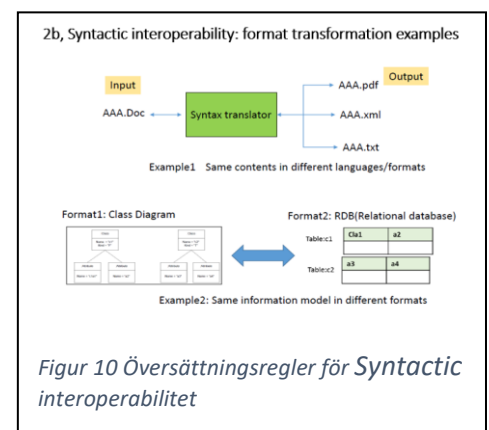 2b, Syntactic interoperability: format transformation examples
Input
Output
AAA.pdf
AAA.Doc
Syntax translator
AAA.xml
AAA.txt
Example1 Same contents in different languages/formats
Format1: Class Diagram
Format2: RDB(Relational database)
Table:c1
Cla1 a2
Table:c2
a3 a4
Example2: Same information model in different formats
Figur 10 Översättningsregler för Syntactic
interoperabilitet